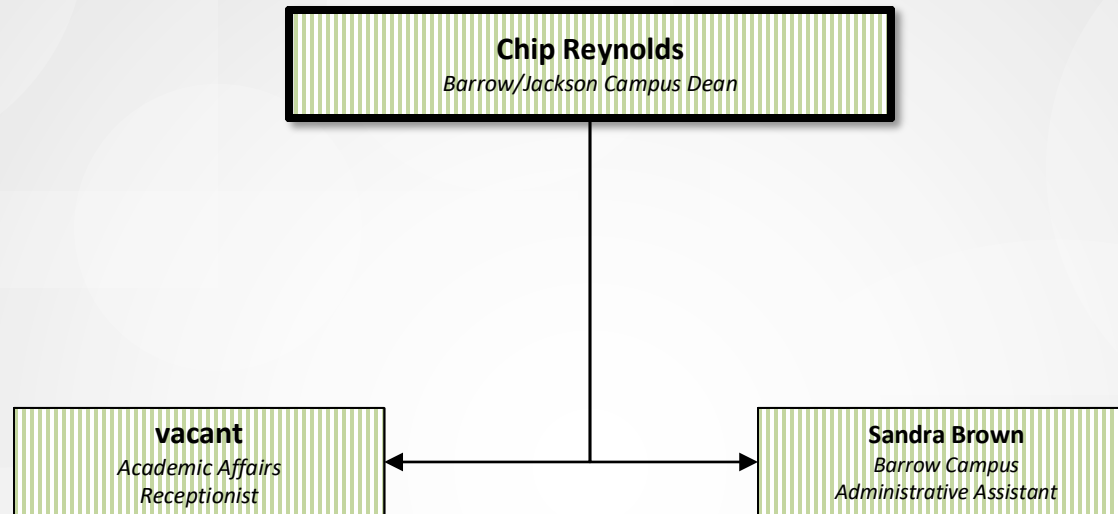 Chip Reynolds
Barrow/Jackson Campus Dean
vacant
Academic Affairs
Receptionist
Sandra Brown
Barrow Campus
Administrative Assistant